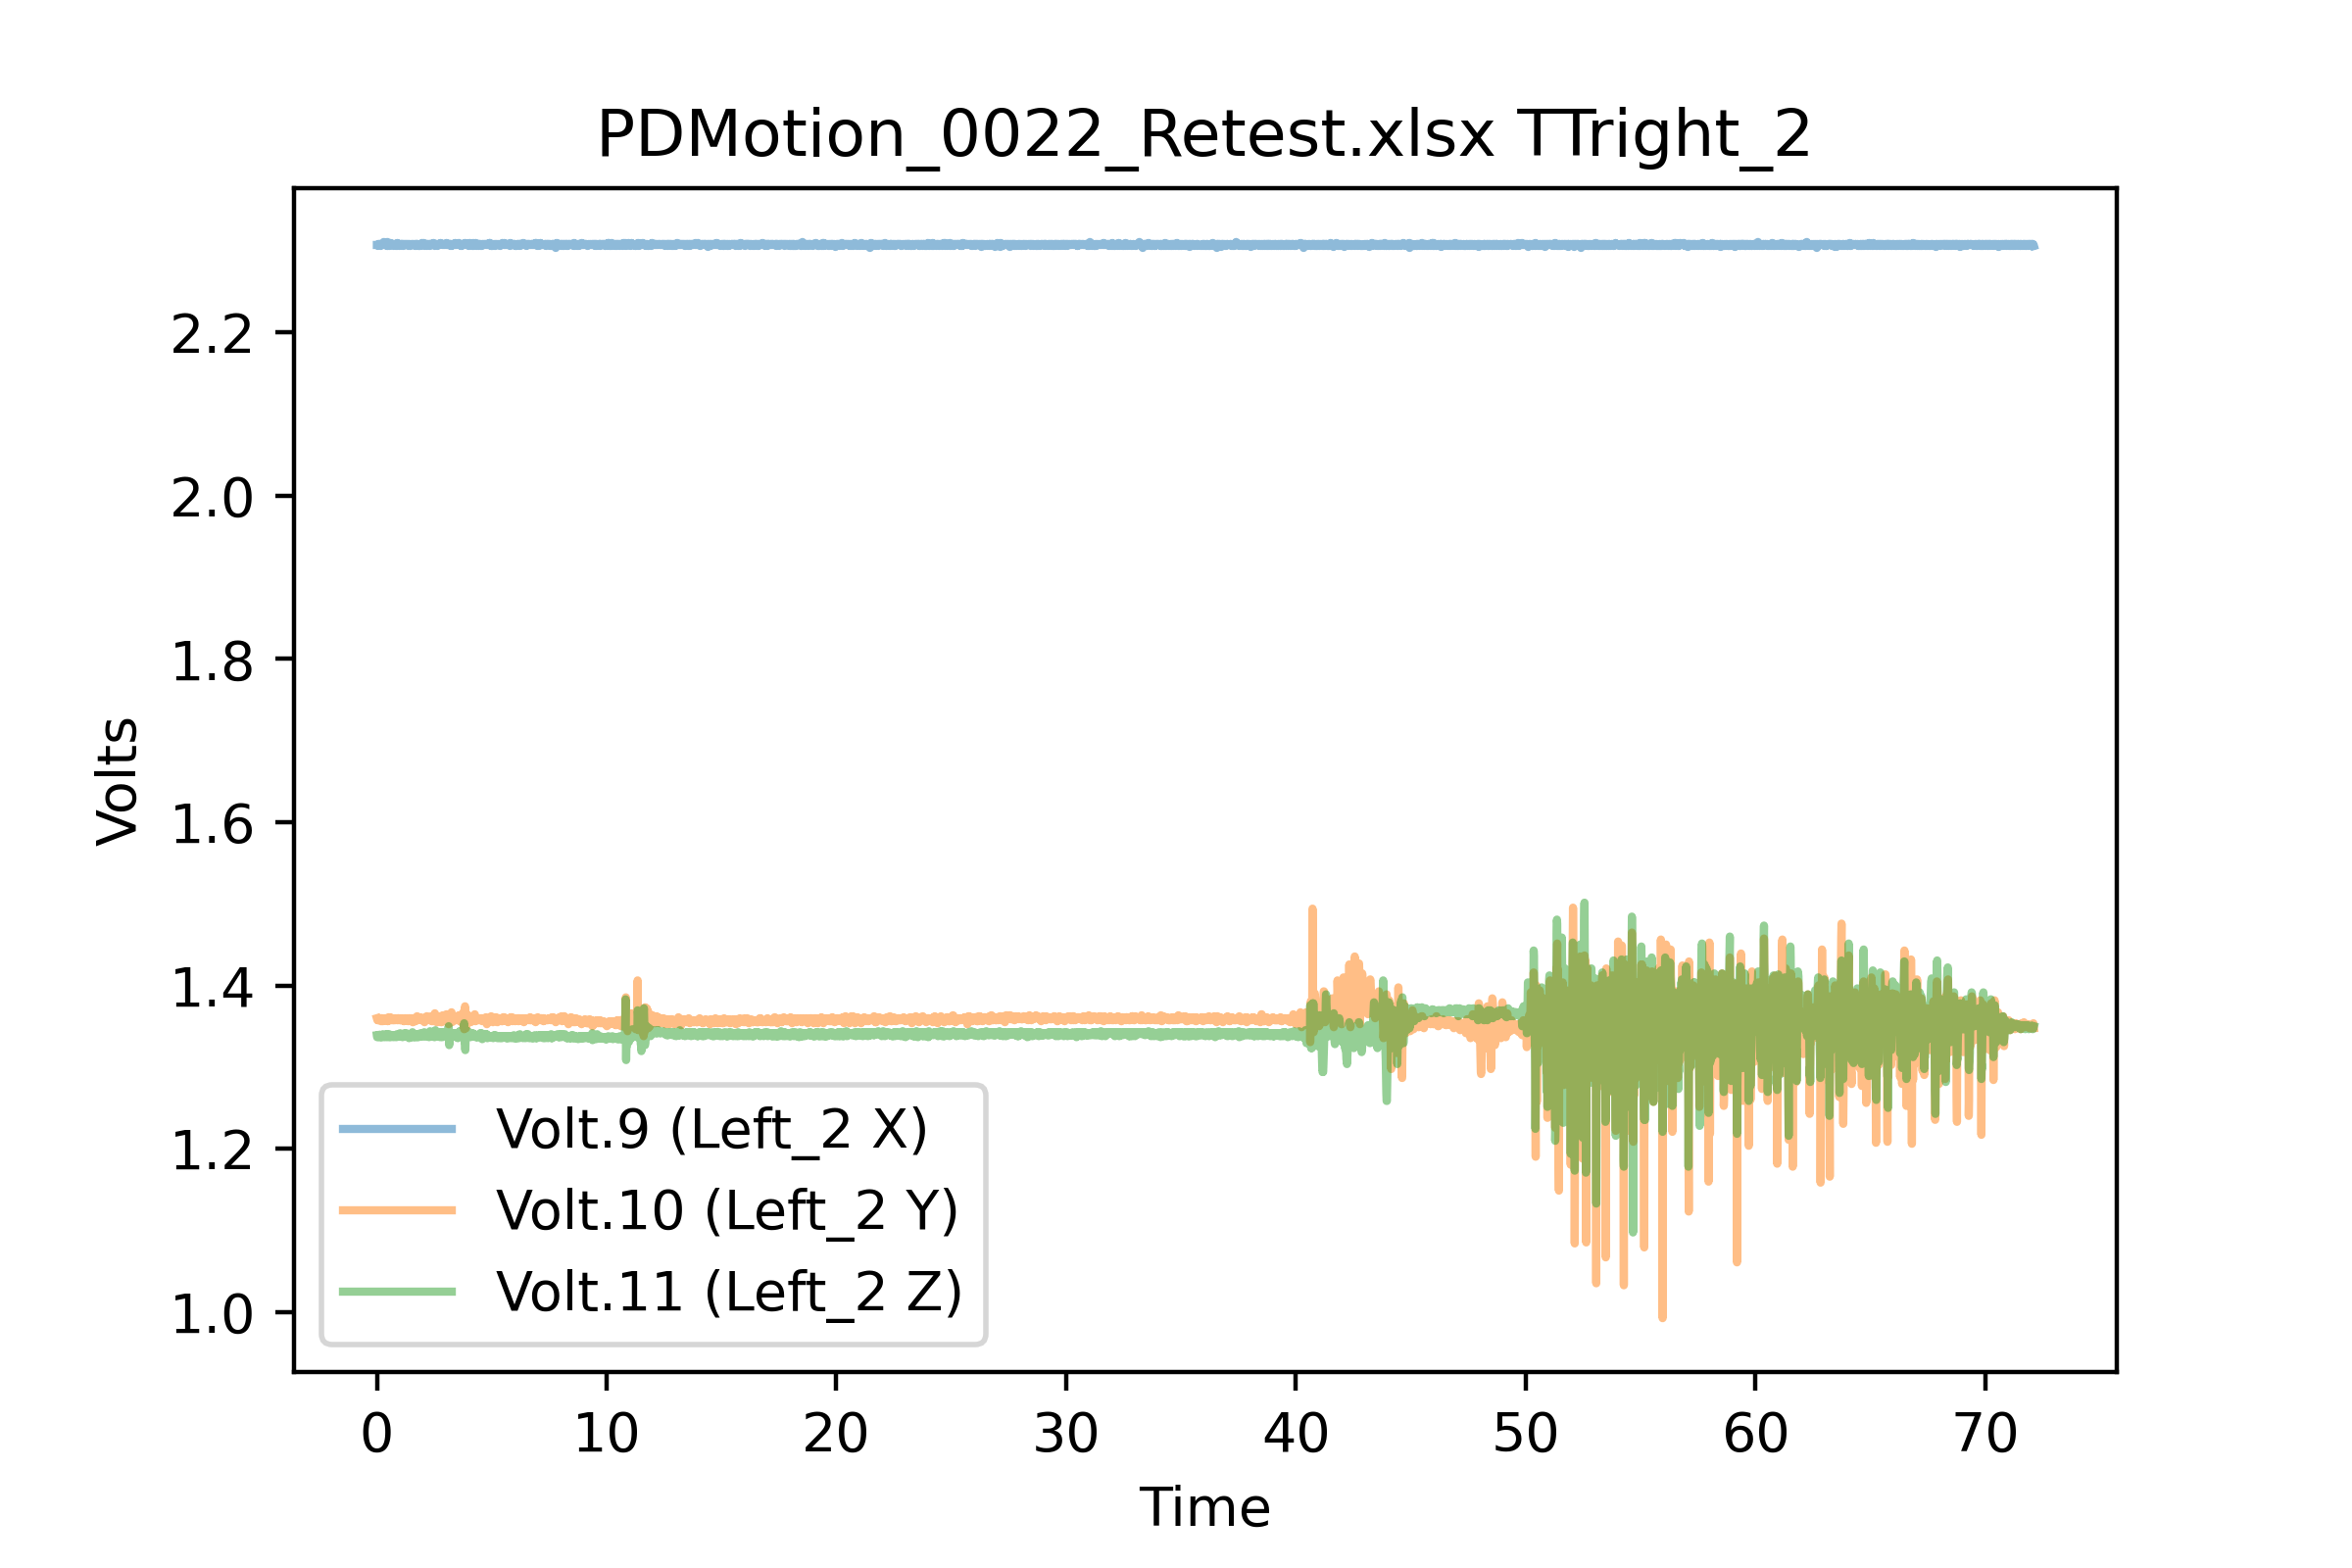 PDMotion_0022_Retest.xlsx TTright_2
Volts
2.2
2.0
1.8
1.6
1.4
1.2
1.0
Volt.9 (Left_2 X)
Volt.10 (Left_2 Y)
Volt.11 (Left_2 Z)
0 10 20 30 40 50 60 70
Time